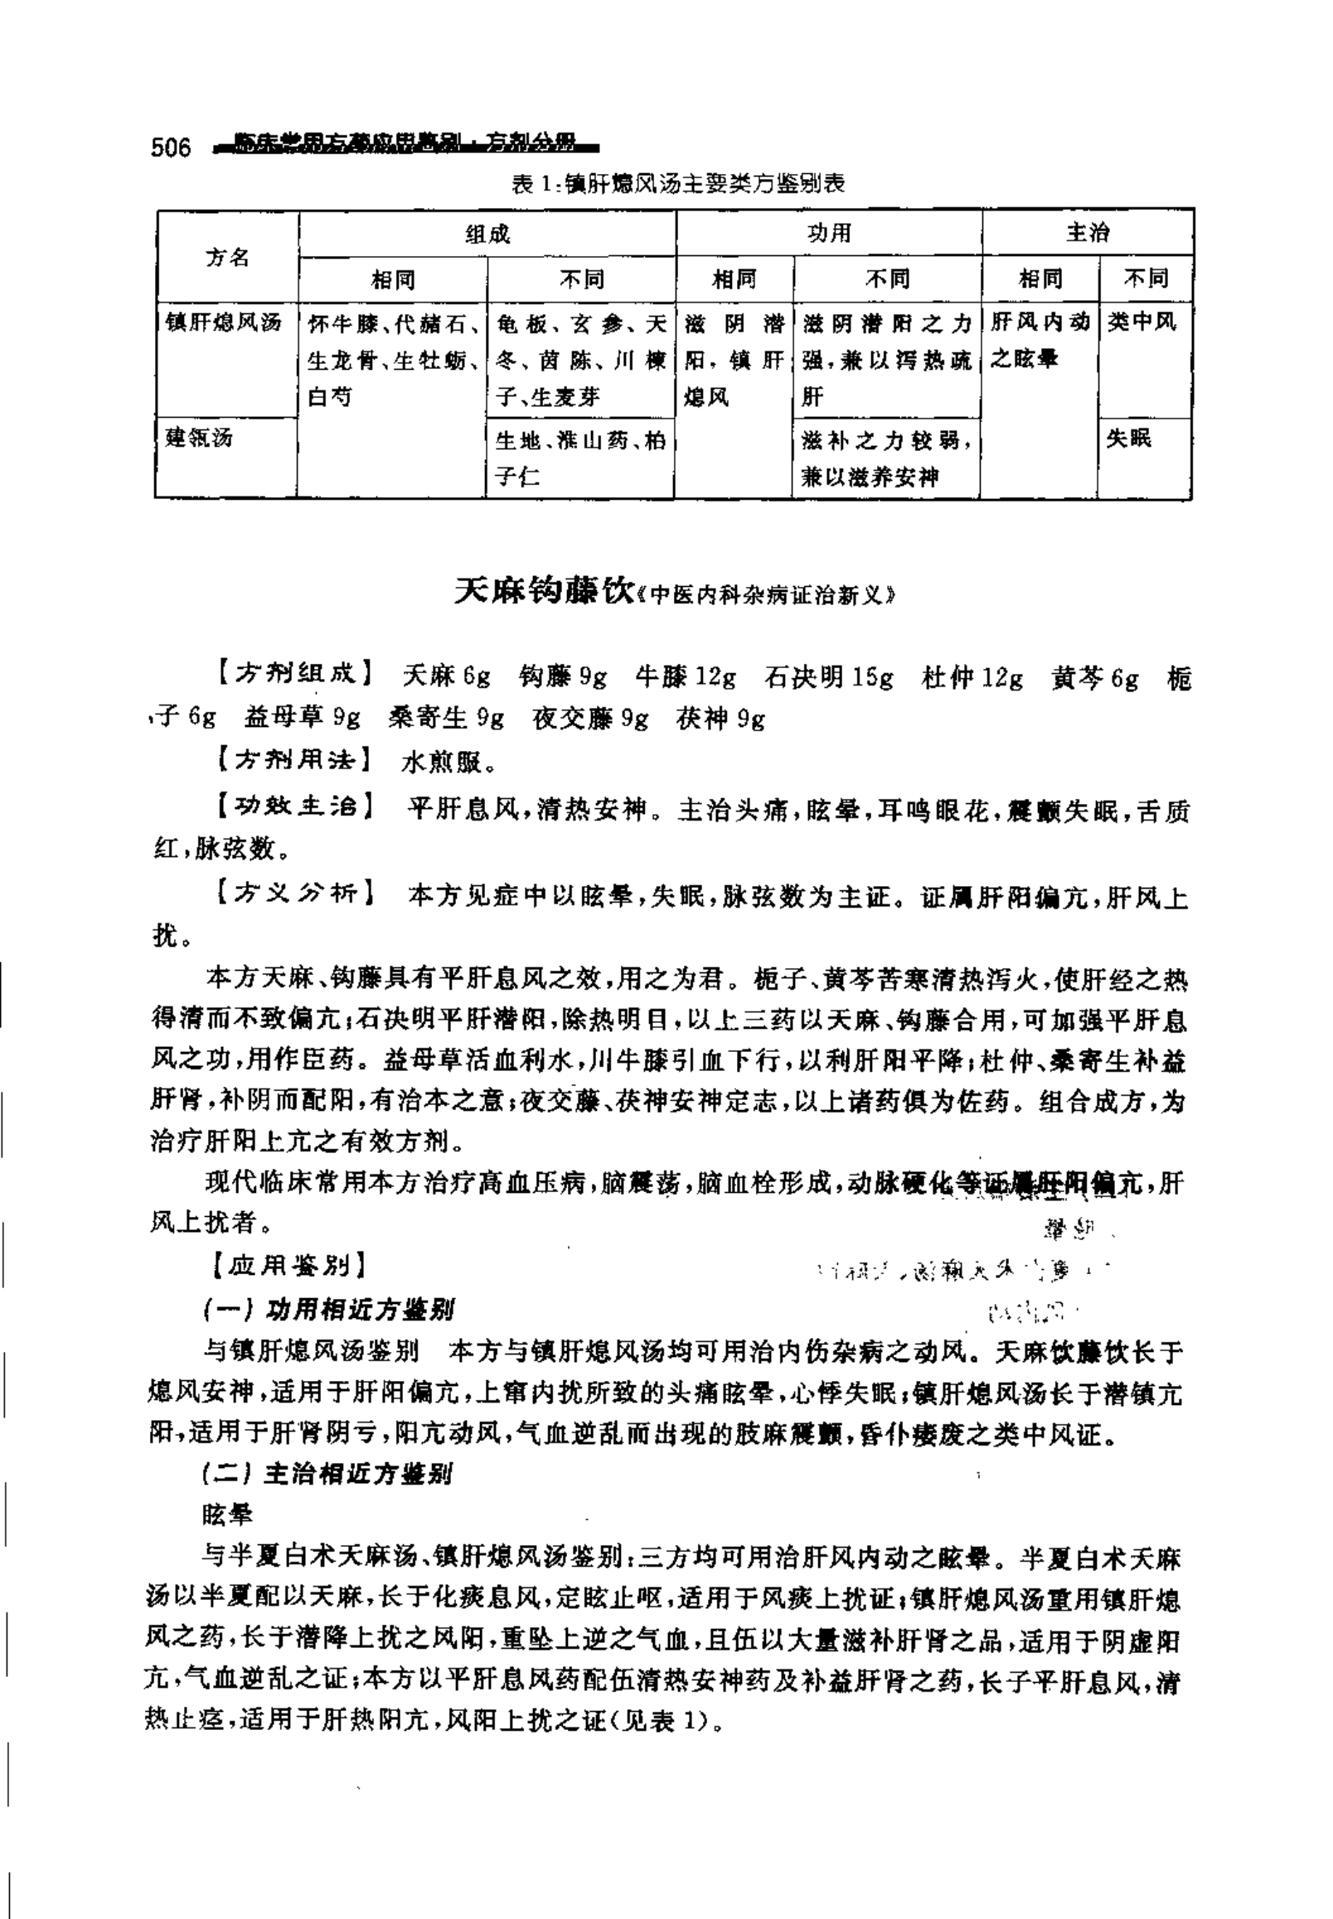 506 临床常用方药应用鉴别·方剂分册
表 1:镇肝熄风汤主要类方鉴别表
方名 组成 功用 主治
相同 不同 相同 不同 相同 不同
镇肝熄风汤 怀牛膝、代赭石、 龟板、玄参、天 滋阴潜 滋阴潜阳之力 肝风内动 类中风
生龙骨、生牡蛎、 冬、茵陈、川楝 阳,镇肝 强,兼以泻热疏 之眩晕
白芍 子、生麦芽 熄风 肝
建瓴汤 生地、淮山药、柏 滋补之力较弱, 失眠
子仁 兼以滋养安神
天麻钩藤饮《中医内科杂病证治新义》
【方剂组成】 天麻 6g 钩藤 9g 牛膝 12g 石决明 15g 杜仲 12g 黄芩 6g 栀
子 6g 益母草 9g 桑寄生 9g 夜交藤 9g 茯神 9g
【方剂用法】 水煎服。
【功效主治】 平肝息风,清热安神。主治头痛,眩晕,耳鸣眼花,震颤失眠,舌质
红,脉弦数。
【方义分析】 本方见症中以眩晕,失眠,脉弦数为主证。证属肝阳偏亢,肝风上
扰。
本方天麻、钩藤具有平肝息风之效,用之为君。栀子、黄芩苦寒清热泻火,使肝经之热
得清而不致偏亢;石决明平肝潜阳,除热明目,以上三药以天麻、钩藤合用,可加强平肝息
风之功,用作臣药。益母草活血利水,川牛膝引血下行,以利肝阳平降;杜仲、桑寄生补益
肝肾,补阴而配阳,有治本之意;夜交藤、茯神安神定志,以上诸药俱为佐药。组合成方,为
治疗肝阳上亢之有效方剂。
现代临床常用本方治疗高血压病,脑震荡,脑血栓形成,动脉硬化等证属肝阳偏亢,肝
风上扰者。
【应用鉴别】
(一) 功用相近方鉴别
与镇肝熄风汤鉴别 本方与镇肝熄风汤均可用治内伤杂病之动风。天麻饮藤饮长于
熄风安神,适用于肝阳偏亢,上窜内扰所致的头痛眩晕,心悸失眠;镇肝熄风汤长于潜镇亢
阳,适用于肝肾阴亏,阳亢动风,气血逆乱而出现的肢麻震颤,昏仆痿废之类中风证。
(二) 主治相近方鉴别
眩晕
与半夏白术天麻汤、镇肝熄风汤鉴别:三方均可用治肝风内动之眩晕。半夏白术天麻
汤以半夏配以天麻,长于化痰息风,定眩止呕,适用于风痰上扰证;镇肝熄风汤重用镇肝熄
风之药,长于潜降上扰之风阳,重坠上逆之气血,且伍以大量滋补肝肾之品,适用于阴虚阳
亢,气血逆乱之证;本方以平肝息风药配伍清热安神药及补益肝肾之药,长子平肝息风,清
热止痉,适用于肝热阳亢,风阳上扰之证(见表 1)。